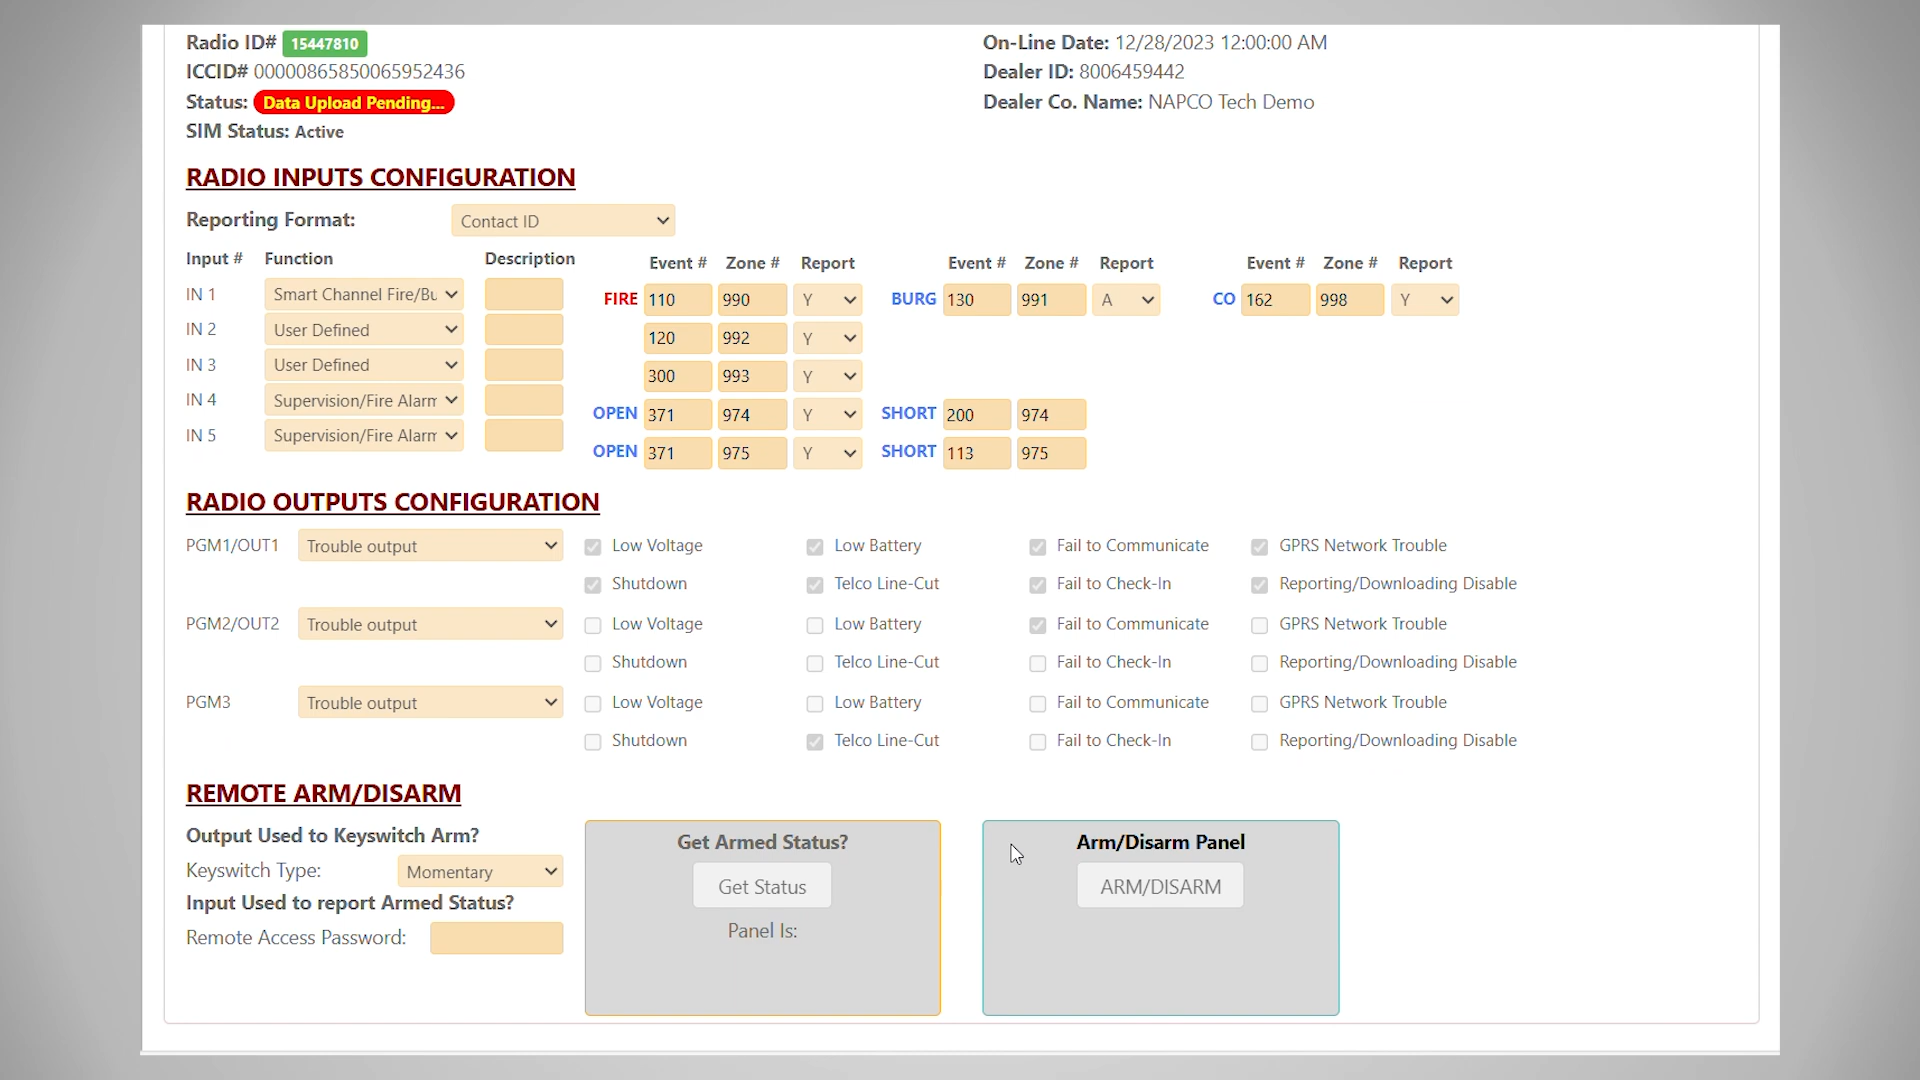 Radio ID# 15447810
ICCID# 00000865850065952436
Status: Data Upload Pending...
SIM Status: Active
On-Line Date: 12/28/2023 12:00:00 AM
Dealer ID: 8006459442
Dealer Co. Name: NAPCO Tech Demo
RADIO INPUTS CONFIGURATION
Reporting Format: Contact ID
Input # Function Description Event # Zone # Report Event # Zone # Report Event # Zone # Report
IN 1 Smart Channel Fire/Bu FIRE 110 990 Y BURG 130 991 A CO 162 998 Y
IN 2 User Defined 120 992 Y
IN 3 User Defined 300 993 Y
IN 4 Supervision/Fire Alarm OPEN 371 974 Y SHORT 200 974
IN 5 Supervision/Fire Alarm OPEN 371 975 Y SHORT 113 975
RADIO OUTPUTS CONFIGURATION
PGM1/OUT1 Trouble output Low Voltage Low Battery Fail to Communicate GPRS Network Trouble
Shutdown Telco Line-Cut Fail to Check-In Reporting/Downloading Disable
PGM2/OUT2 Trouble output Low Voltage Low Battery Fail to Communicate GPRS Network Trouble
Shutdown Telco Line-Cut Fail to Check-In Reporting/Downloading Disable
PGM3 Trouble output Low Voltage Low Battery Fail to Communicate GPRS Network Trouble
Shutdown Telco Line-Cut Fail to Check-In Reporting/Downloading Disable
REMOTE ARM/DISARM
Output Used to Keyswitch Arm?
Keyswitch Type: Momentary
Input Used to report Armed Status?
Remote Access Password:
Get Armed Status?
Get Status
Panel Is:
Arm/Disarm Panel
ARM/DISARM